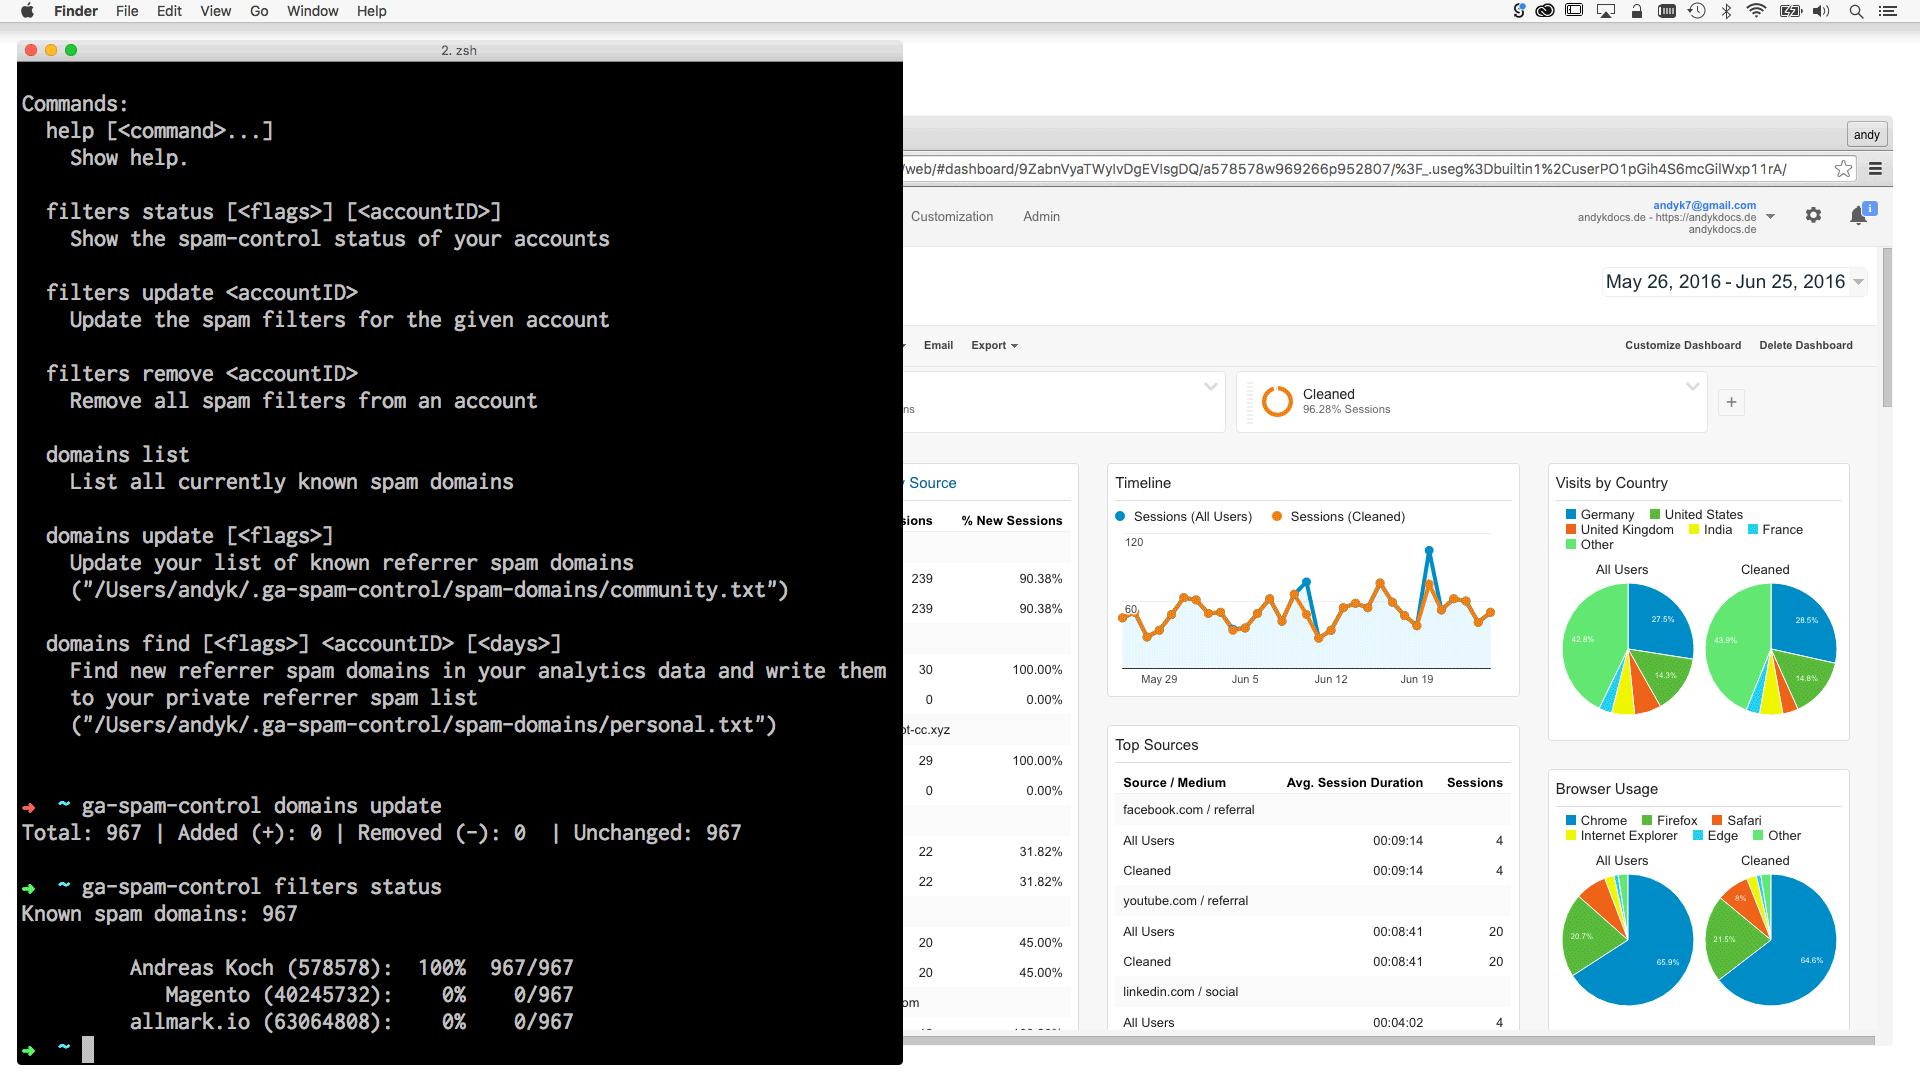 Finder File Edit View Go Window Help
2. zsh
Commands:
help [<command>...]
Show help.
filters status [<flags>] [<accountID>]
Show the spam-control status of your accounts
filters update <accountID>
Update the spam filters for the given account
filters remove <accountID>
Remove all spam filters from an account
domains list
List all currently known spam domains
domains update [<flags>]
Update your list of known referrer spam domains
("/Users/andyk/.ga-spam-control/spam-domains/community.txt")
domains find [<flags>] <accountID> [<days>]
Find new referrer spam domains in your analytics data and write them
to your private referrer spam list
("/Users/andyk/.ga-spam-control/spam-domains/personal.txt")
➜ ~ ga-spam-control domains update
Total: 967 | Added (+): 0 | Removed (-): 0 | Unchanged: 967
➜ ~ ga-spam-control filters status
Known spam domains: 967
Andreas Koch (578578): 100% 967/967
Magento (40245732): 0% 0/967
allmark.io (63064808): 0% 0/967
➜ ~
andy
/web/#dashboard/9ZabnVyaTWylvDgEVlsgDQ/a578578w969266p952807/%3F_.useg%3Dbuiltin1%2CuserPO1pGih4S6mcGilWxp11rA/
Customization Admin
andyk7@gmail.com
andykdocs.de - https://andykdocs.de
andykdocs.de
May 26, 2016 - Jun 25, 2016
Email Export Customize Dashboard Delete Dashboard
ns
Cleaned
96.28% Sessions
+
y Source
sions % New Sessions
239 90.38%
239 90.38%
30 100.00%
0 0.00%
ot-cc.xyz
29 100.00%
0 0.00%
22 31.82%
22 31.82%
20 45.00%
20 45.00%
om
Timeline
Sessions (All Users) Sessions (Cleaned)
120
60
May 29 Jun 5 Jun 12 Jun 19
Top Sources
Source / Medium Avg. Session Duration Sessions
facebook.com / referral
All Users 00:09:14 4
Cleaned 00:09:14 4
youtube.com / referral
All Users 00:08:41 20
Cleaned 00:08:41 20
linkedin.com / social
All Users 00:04:02 4
Visits by Country
Germany United States
United Kingdom India France
Other
All Users Cleaned
27.5% 14.3% 42.8%
28.5% 14.8% 43.9%
Browser Usage
Chrome Firefox Safari
Internet Explorer Edge Other
All Users Cleaned
20.7% 65.9%
8% 21.5% 64.6%